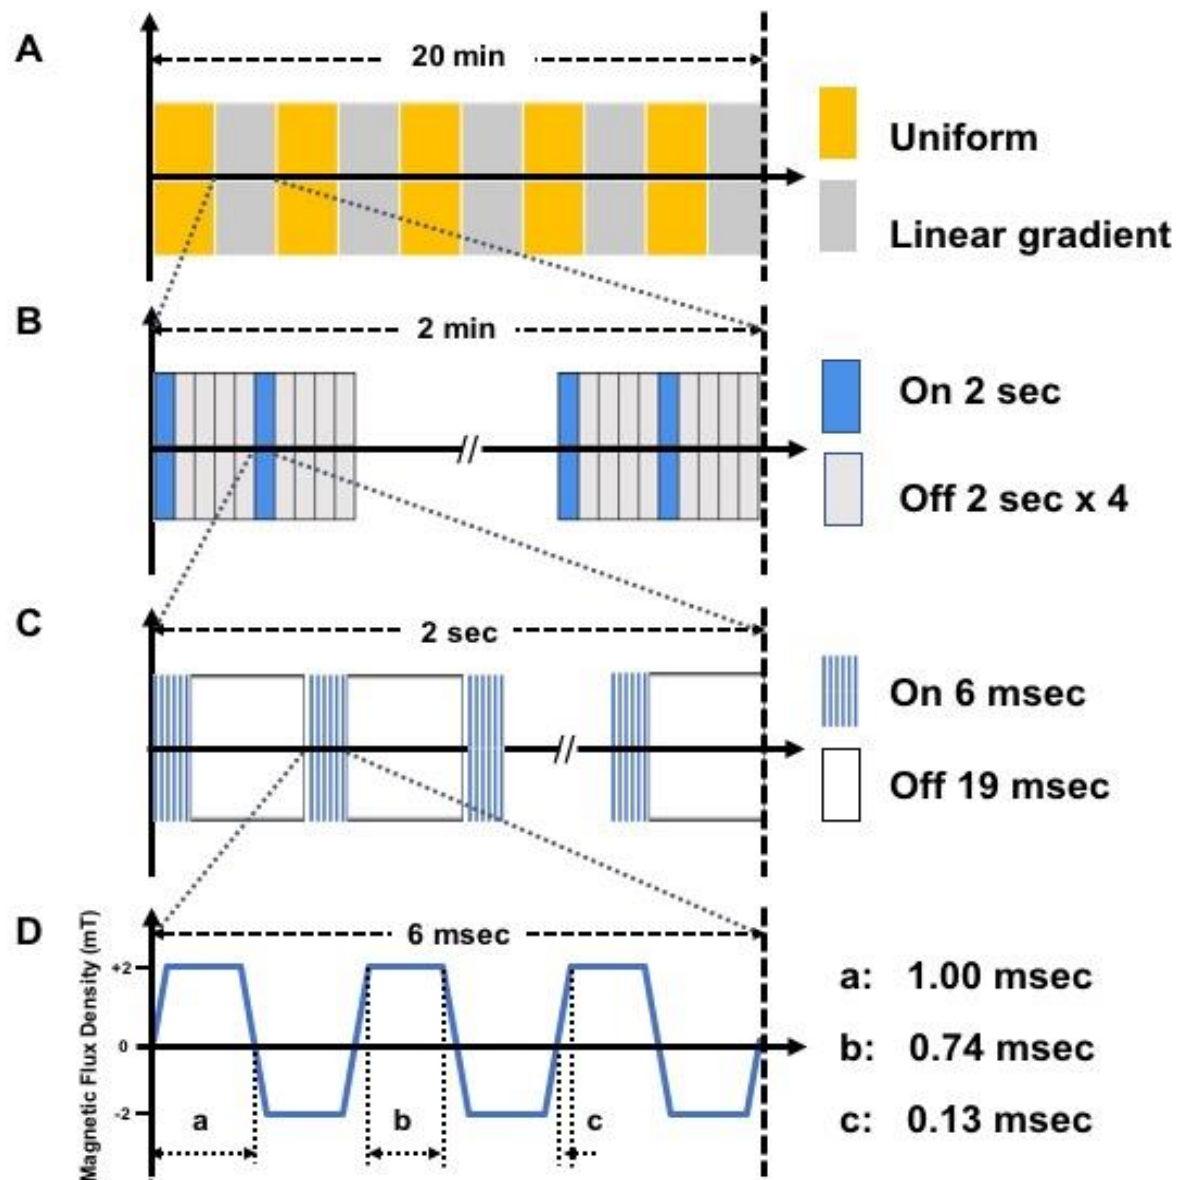 A
20 min
Uniform
Linear gradient
B
2 min
On 2 sec
Off 2 sec x 4
C
2 sec
On 6 msec
Off 19 msec
D
Magnetic Flux Density (mT)
6 msec
+2
0
-2
a
b
c
a: 1.00 msec
b: 0.74 msec
c: 0.13 msec